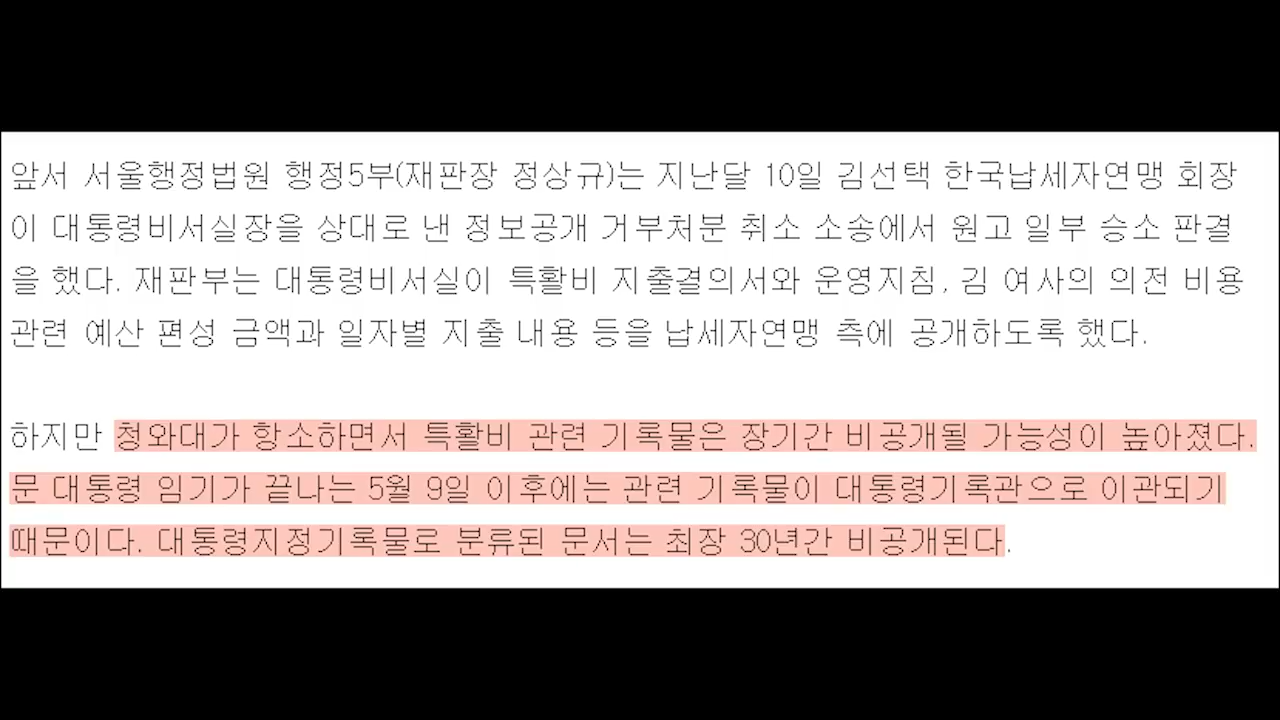 앞서 서울행정법원 행정5부(재판장 정상규)는 지난달 10일 김선택 한국납세자연맹 회장
이 대통령비서실장을 상대로 낸 정보공개 거부처분 취소 소송에서 원고 일부 승소 판결
을 했다. 재판부는 대통령비서실이 특활비 지출결의서와 운영지침, 김 여사의 의전 비용
관련 예산 편성 금액과 일자별 지출 내용 등을 납세자연맹 측에 공개하도록 했다.
하지만 청와대가 항소하면서 특활비 관련 기록물은 장기간 비공개될 가능성이 높아졌다.
문 대통령 임기가 끝나는 5월 9일 이후에는 관련 기록물이 대통령기록관으로 이관되기
때문이다. 대통령지정기록물로 분류된 문서는 최장 30년간 비공개된다.